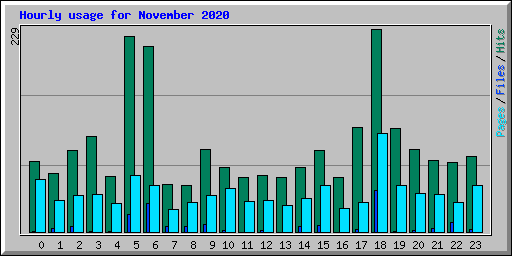 Hourly usage for November 2020
229
Pages / Files / Hits
0 1 2 3 4 5 6 7 8 9 10 11 12 13 14 15 16 17 18 19 20 21 22 23